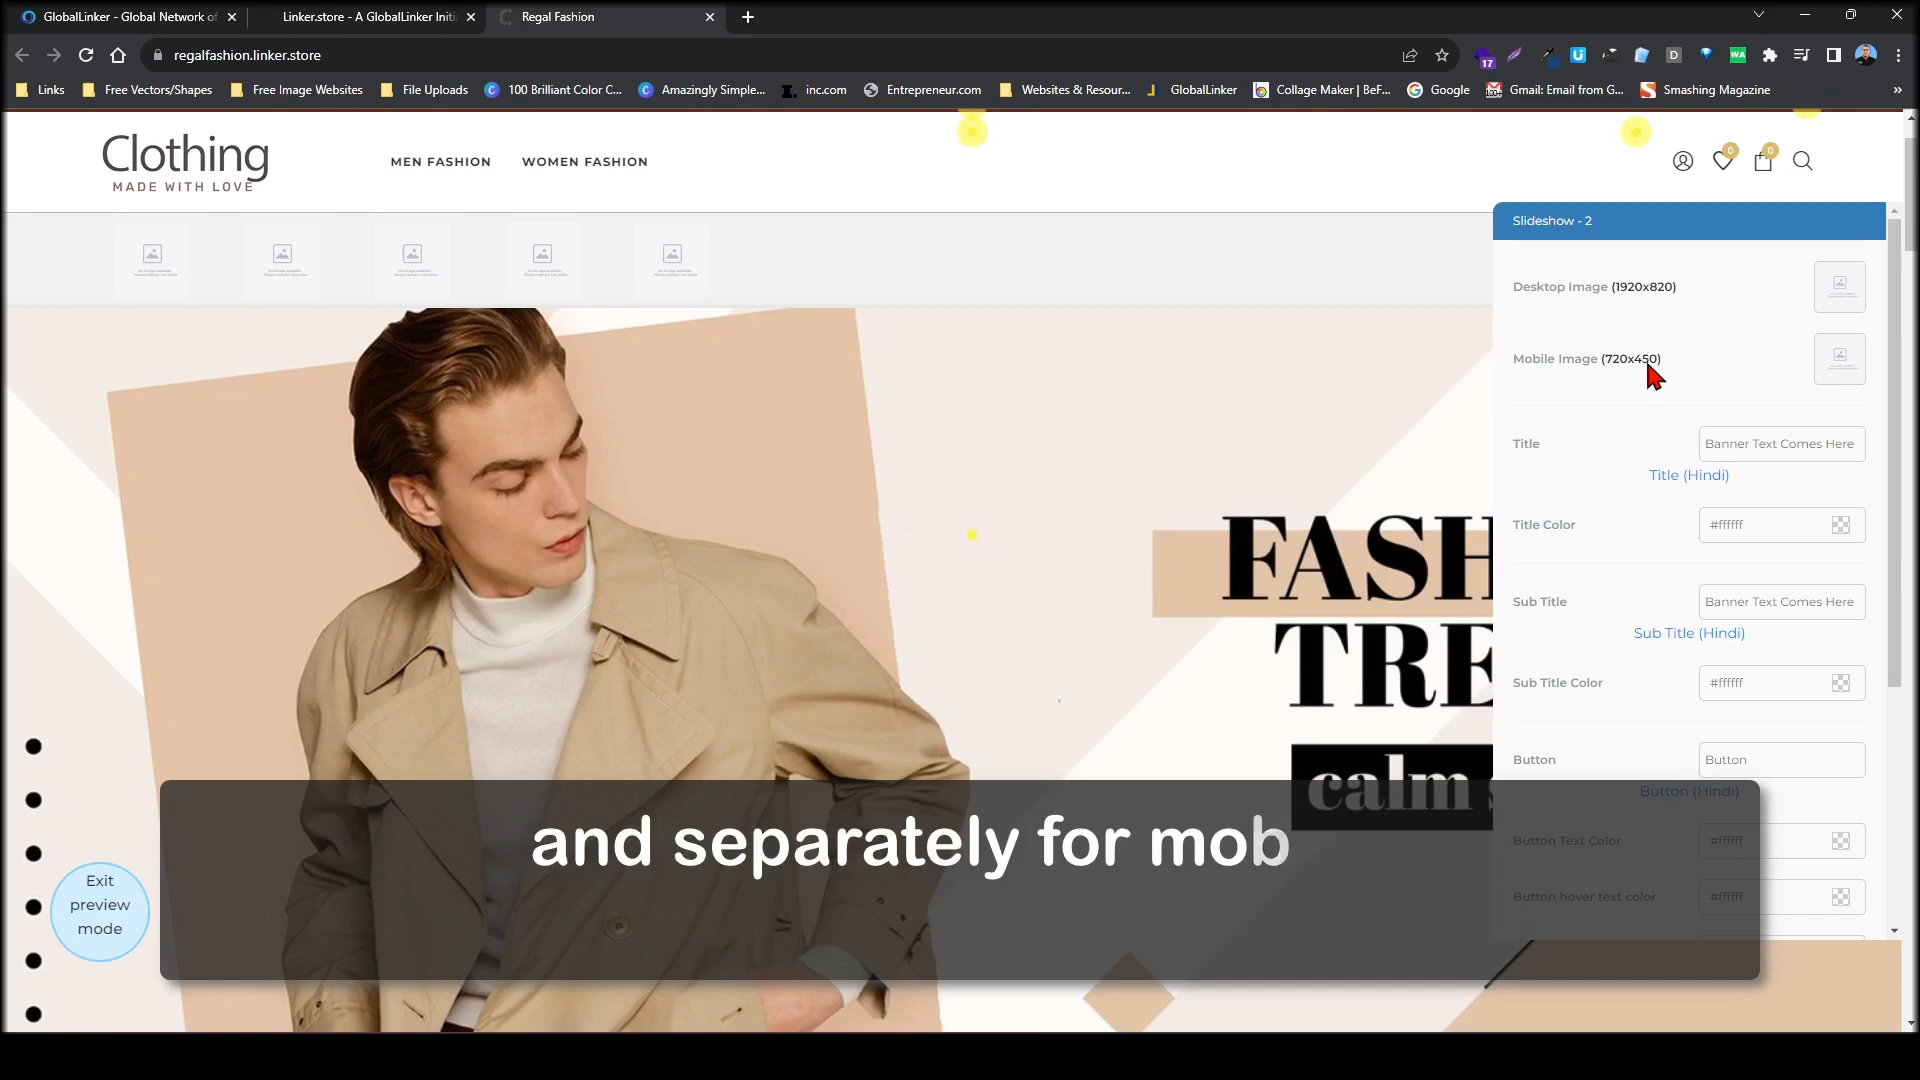 GlobalLinker - Global Network of
Linker.store - A GlobalLinker Initi
Regal Fashion
regalfashion.linker.store
17
D
WA
Links
Free Vectors/Shapes
Free Image Websites
File Uploads
100 Brilliant Color C...
Amazingly Simple...
inc.com
Entrepreneur.com
Websites & Resour...
GlobalLinker
Collage Maker | BeF...
Google
Gmail: Email from G...
Smashing Magazine
»
Clothing
MADE WITH LOVE
MEN FASHION
WOMEN FASHION
0
0
Slideshow - 2
Desktop Image (1920x820)
Mobile Image (720x450)
Title
Banner Text Comes Here
Title (Hindi)
Title Color
#ffffff
Sub Title
Banner Text Comes Here
Sub Title (Hindi)
Sub Title Color
#ffffff
Button
Button
Button (Hindi)
Button Text Color
#ffffff
Button hover text color
#ffffff
FASH
TRE
calm s
Exit
preview
mode
and separately for mob